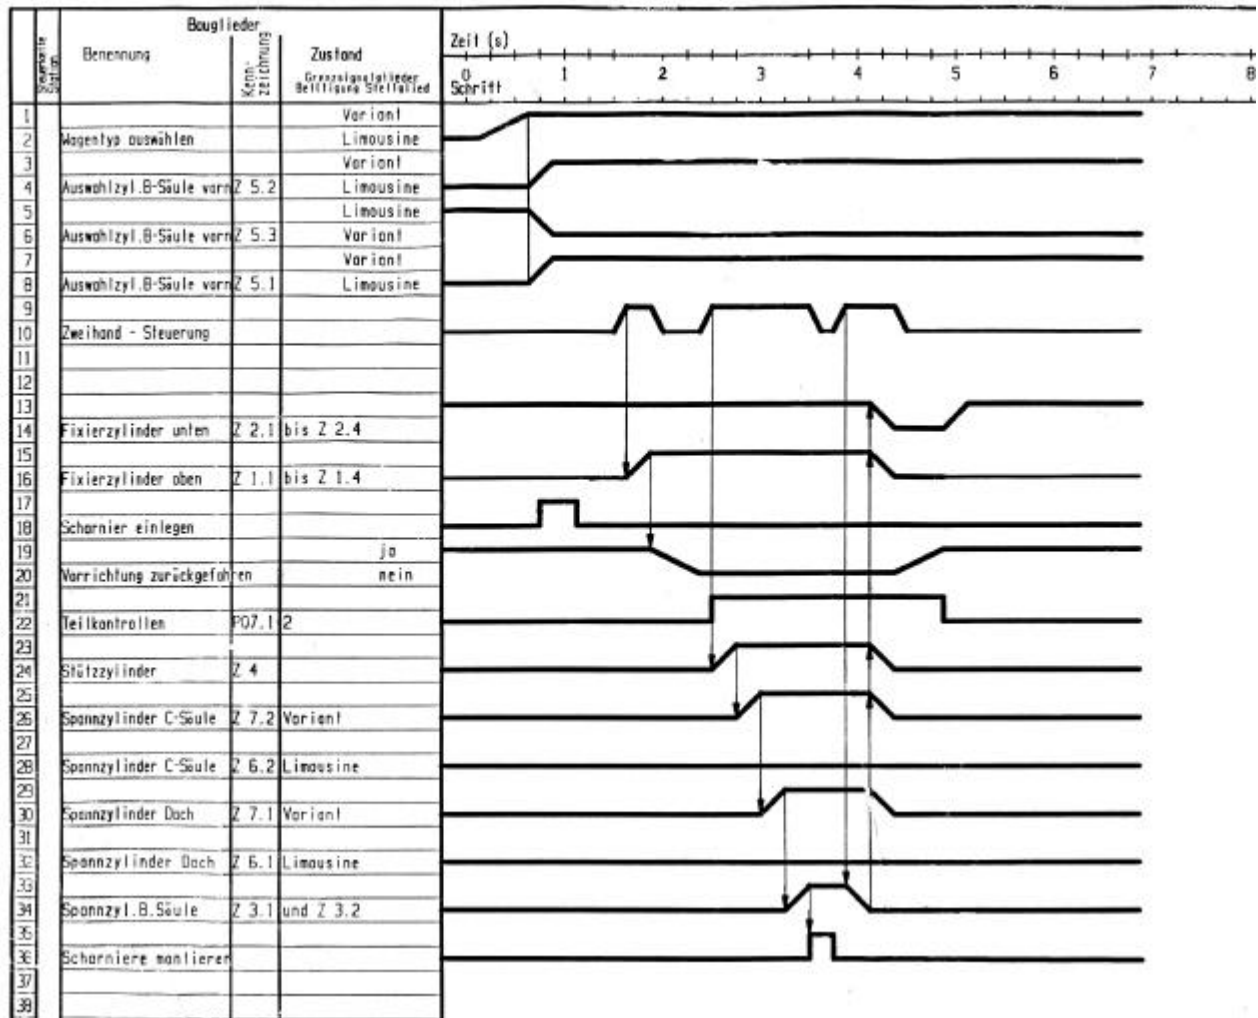 Bauglieder
Steuerkette
Benennung
Kenn-
zeichnung
Zustand
Grenzsignalglieder
Zeit (s)
0 1 2 3 4 5 6 7 8
Schritt
1 Variant
2 Wagentyp auswählen Limousine
3 Variant
4 Auswahlzyl.B-Säule vorn Z 5.2 Limousine
5 Limousine
6 Auswahlzyl.B-Säule vorn Z 5.3 Variant
7 Variant
8 Auswahlzyl.B-Säule vorn Z 5.1 Limousine
9
10 Zweihand - Steuerung
11
12
13
14 Fixierzylinder unten Z 2.1 bis Z 2.4
15
16 Fixierzylinder oben Z 1.1 bis Z 1.4
17
18 Scharnier einlegen
19 ja
20 Vorrichtung zurückgefahren nein
21
22 Teilkontrollen P07.1 2
23
24 Stützzylinder Z 4
25
26 Spannzylinder C-Säule Z 7.2 Variant
27
28 Spannzylinder C-Säule Z 6.2 Limousine
29
30 Spannzylinder Dach Z 7.1 Variant
31
32 Spannzylinder Dach Z 6.1 Limousine
33
34 Spannzyl.B.Säule Z 3.1 und Z 3.2
35
36 Scharniere montieren
37
38